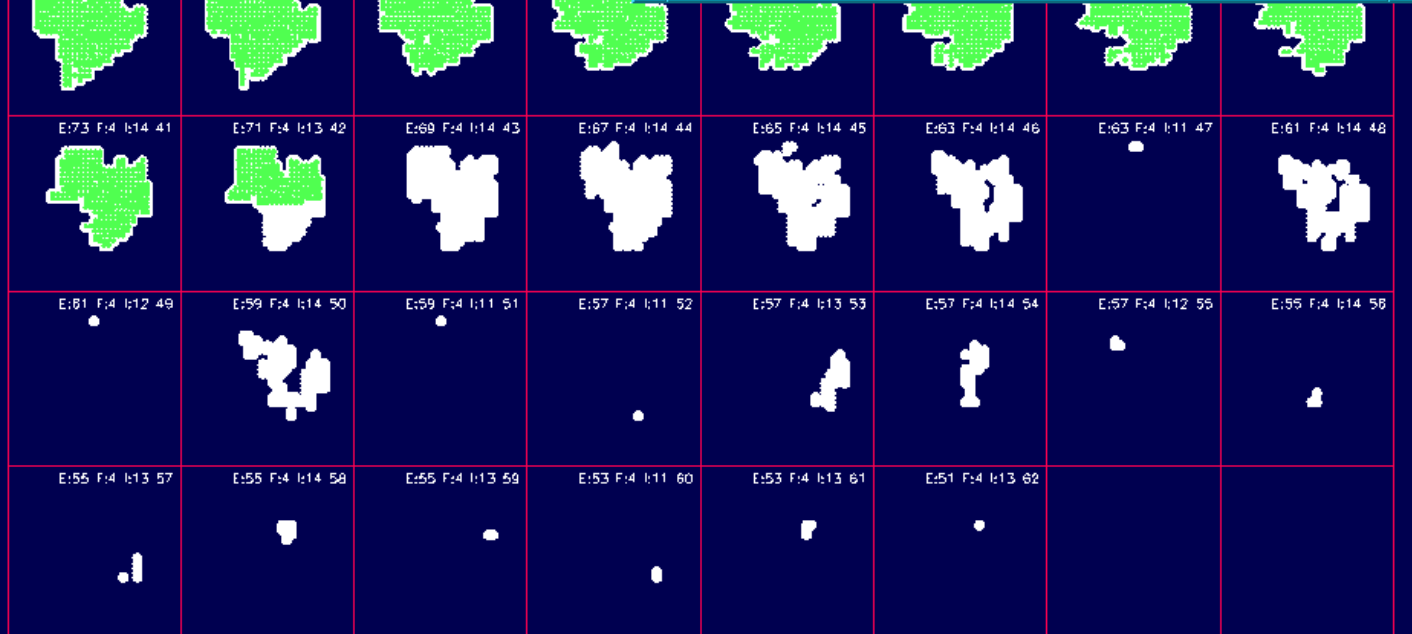 E:73 F:4 I:14 41
E:71 F:4 I:13 42
E:69 F:4 I:14 43
E:67 F:4 I:14 44
E:65 F:4 I:14 45
E:63 F:4 I:14 46
E:63 F:4 I:11 47
E:61 F:4 I:14 48
E:61 F:4 I:12 49
E:59 F:4 I:14 50
E:59 F:4 I:11 51
E:57 F:4 I:11 52
E:57 F:4 I:13 53
E:57 F:4 I:14 54
E:57 F:4 I:12 55
E:55 F:4 I:14 56
E:55 F:4 I:13 57
E:55 F:4 I:14 58
E:55 F:4 I:13 59
E:53 F:4 I:11 60
E:53 F:4 I:13 61
E:51 F:4 I:13 62